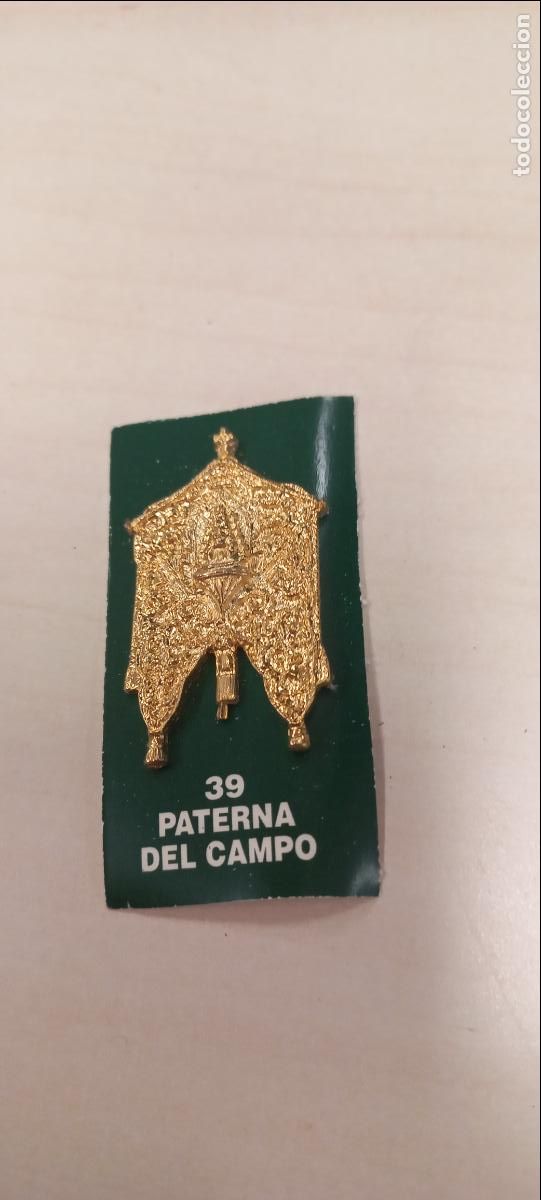 todocoleccion
39
PATERNA
DEL CAMPO